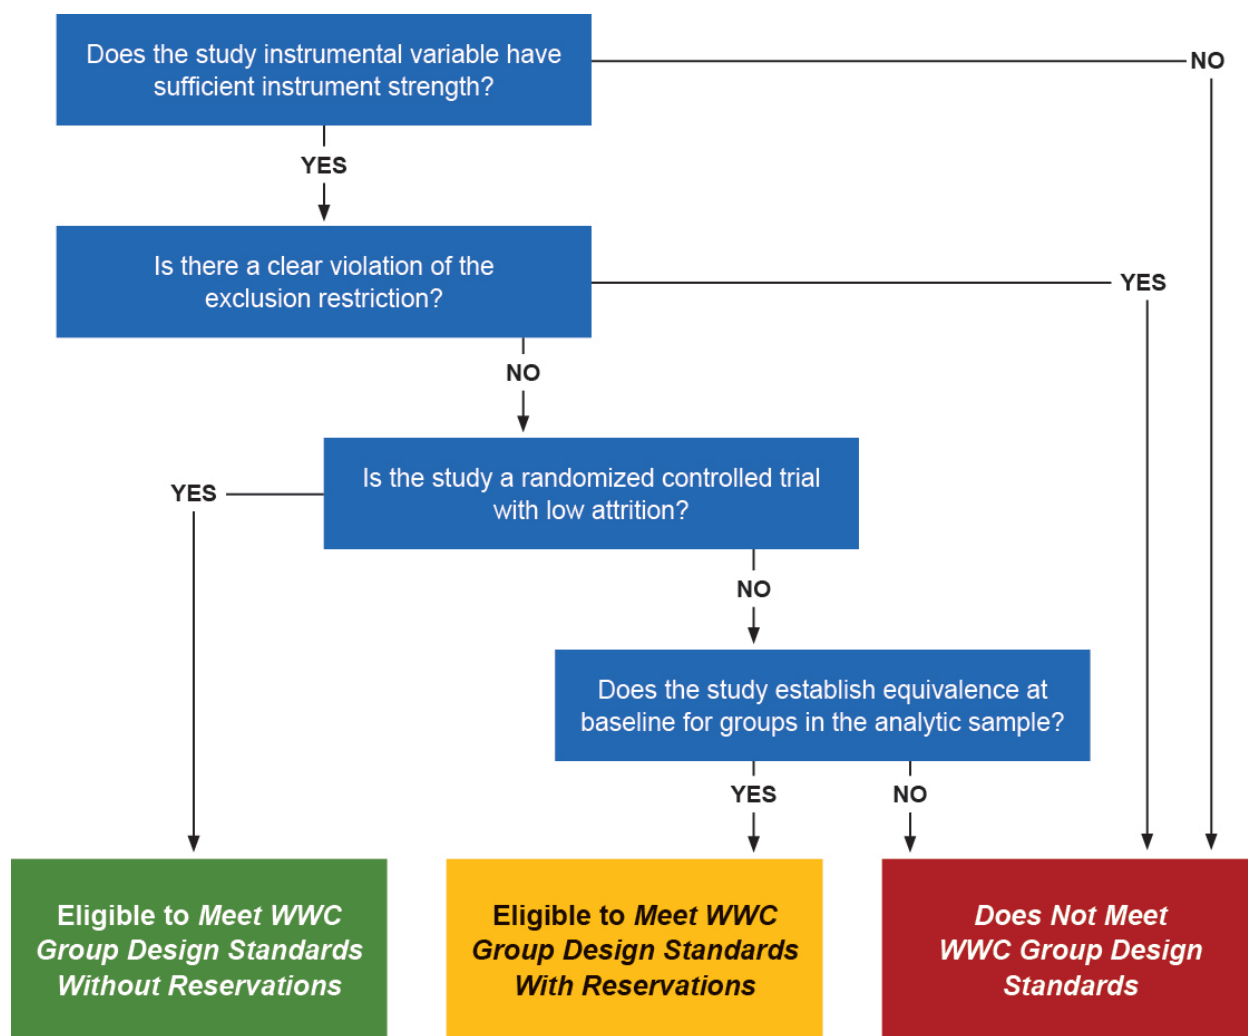 Does the study instrumental variable have
sufficient instrument strength?
NO
YES
Is there a clear violation of the
exclusion restriction?
YES
NO
Is the study a randomized controlled trial
with low attrition?
YES
NO
Does the study establish equivalence at
baseline for groups in the analytic sample?
YES
NO
Eligible to Meet WWC
Group Design Standards
Without Reservations
Eligible to Meet WWC
Group Design Standards
With Reservations
Does Not Meet
WWC Group Design
Standards